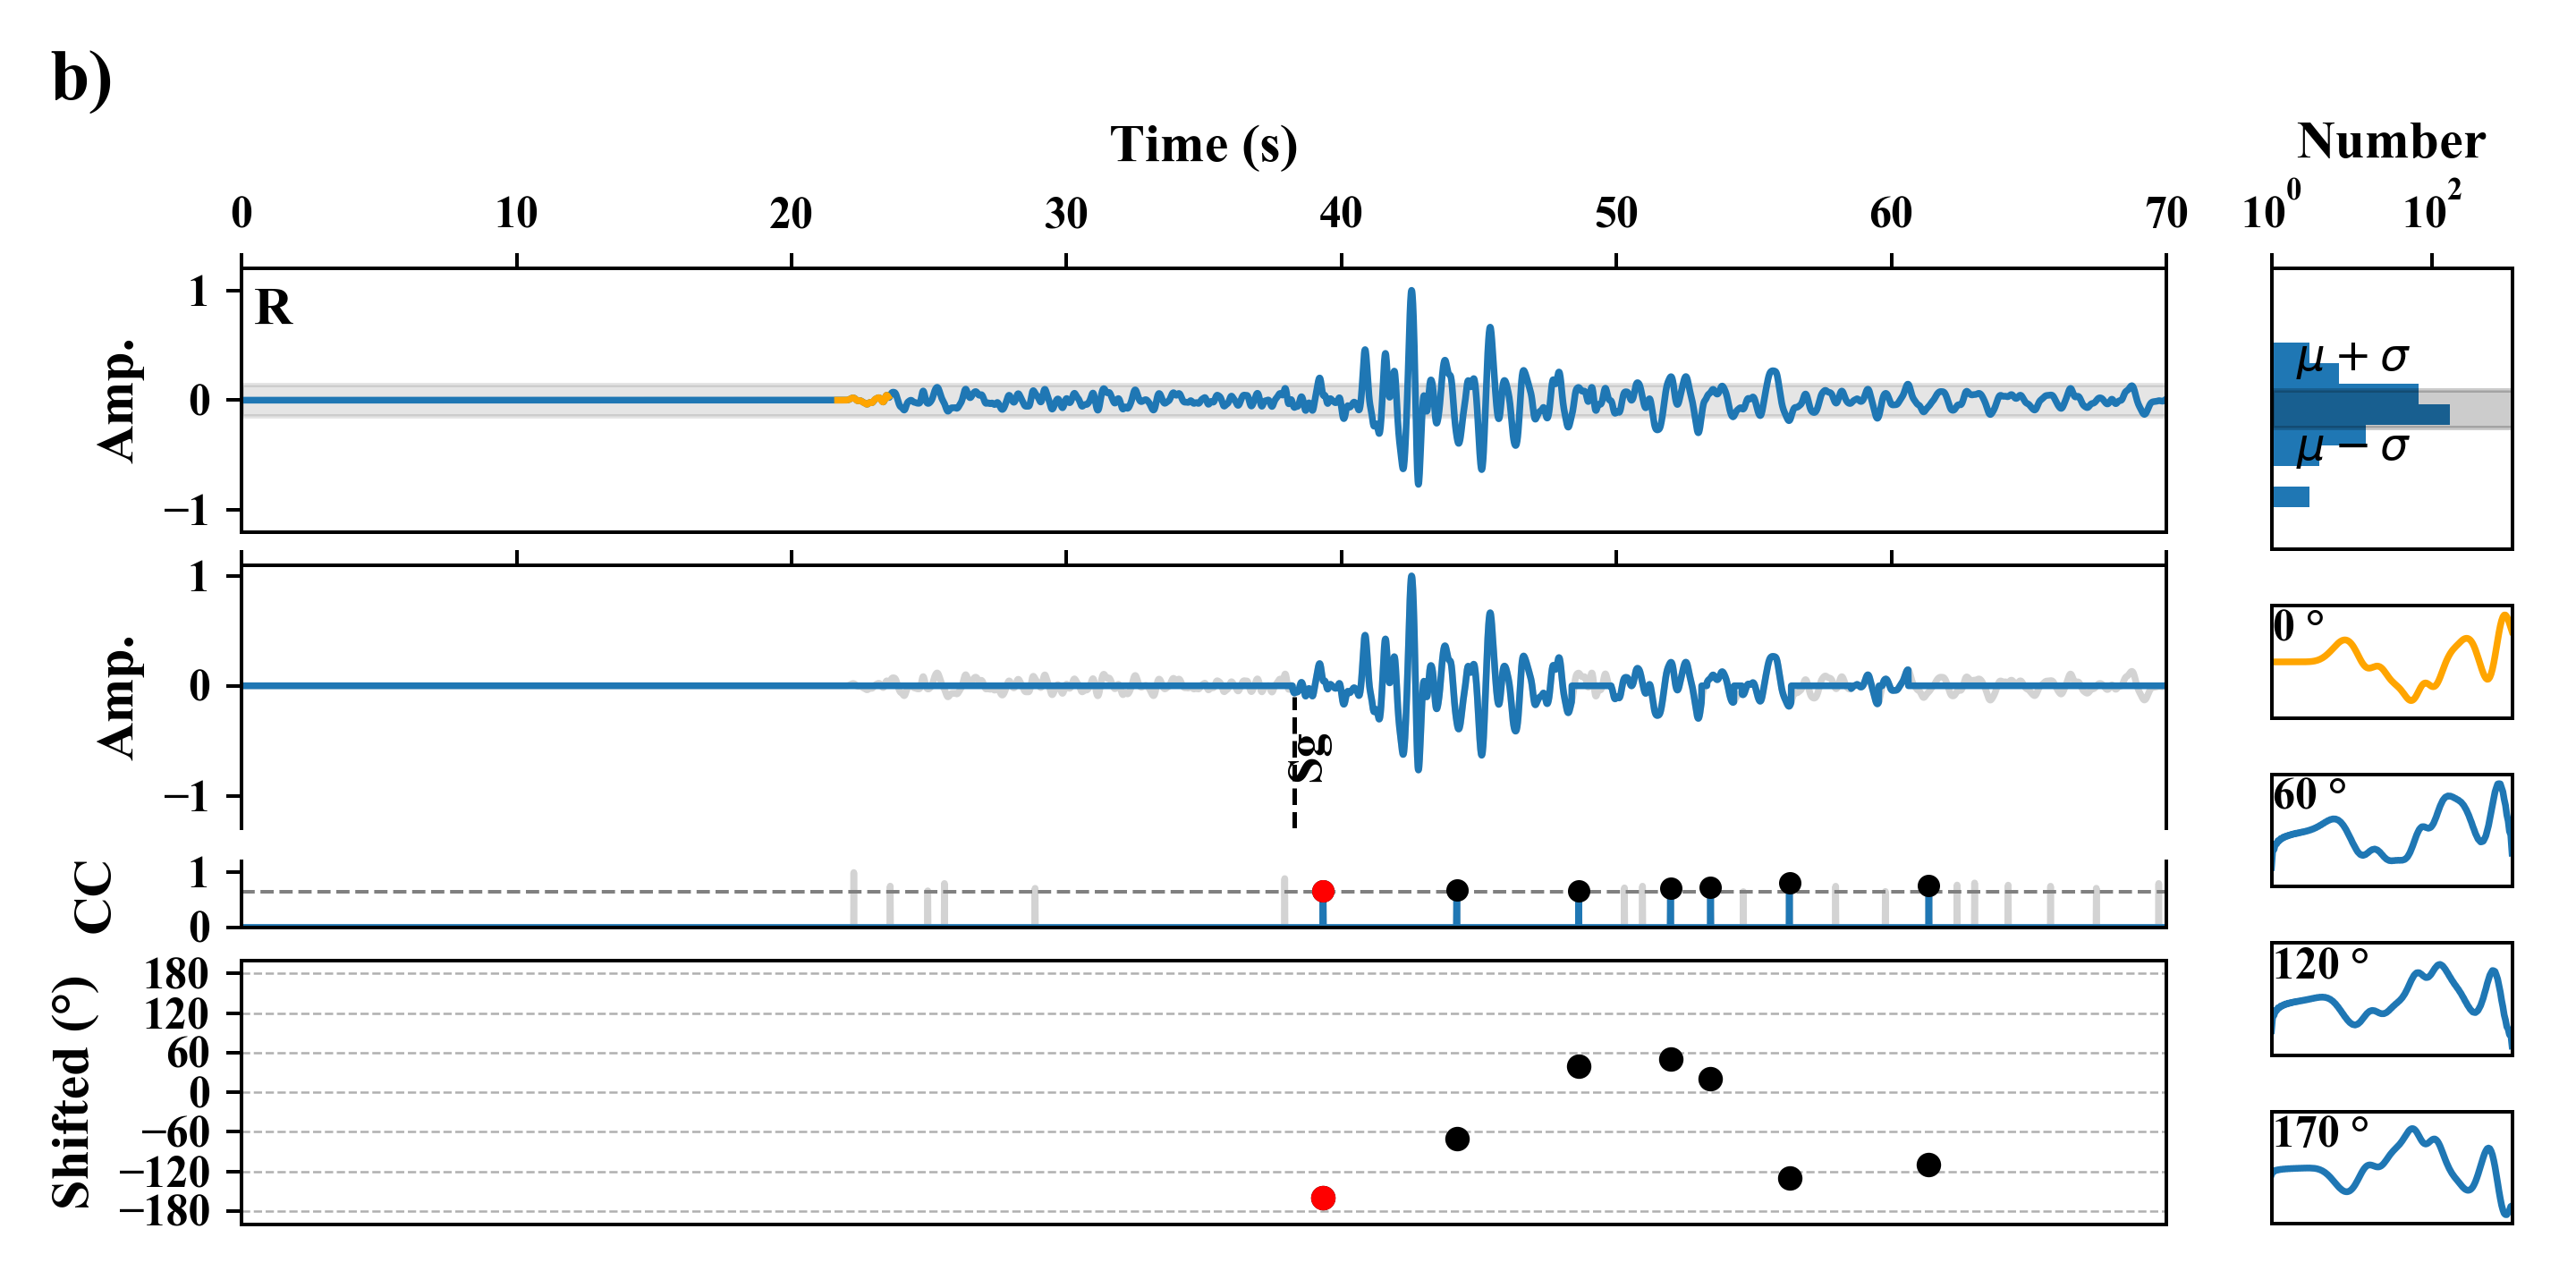 b)
Time (s)
Number
0 10 20 30 40 50 60 70
10^0 10^2
Amp.
1
0
−1
R
μ + σ
μ − σ
Amp.
1
0
−1
Sg
0 °
60 °
CC
1
0
120 °
Shifted (°)
180
120
60
0
−60
−120
−180
170 °